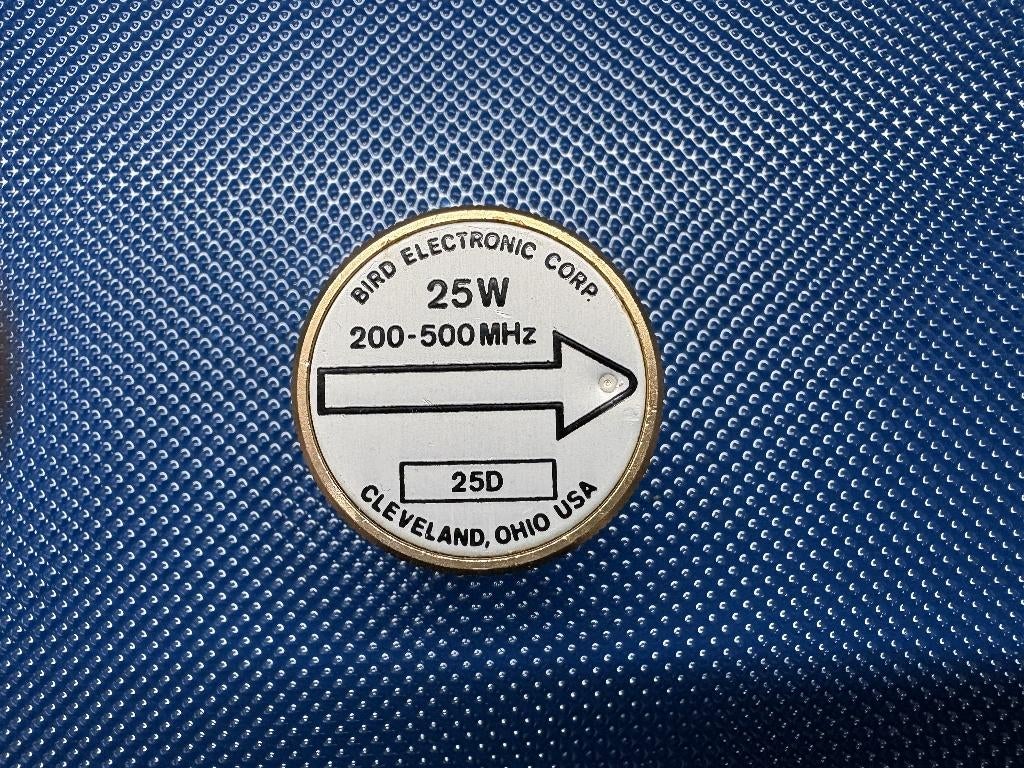 BIRD ELECTRONIC CORP.
25W
200-500MHz
25D
CLEVELAND, OHIO USA